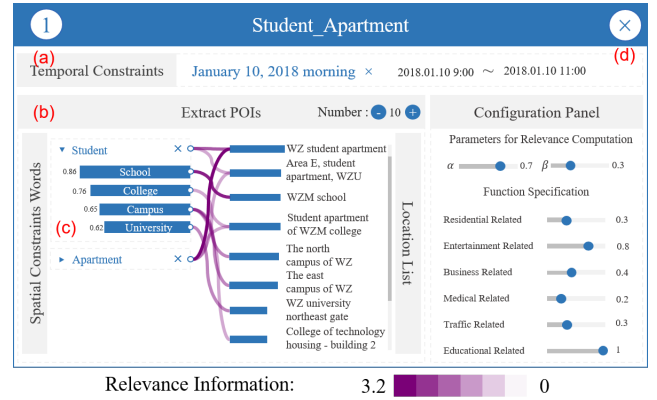 1 Student_Apartment ×
(a) (d)
Temporal Constraints January 10, 2018 morning × 2018.01.10 9:00 ~ 2018.01.10 11:00
(b) Extract POIs Number : - 10 +
Spatial Constraints Words
▾ Student ×
0.86 School
0.76 College
0.65 Campus
(c) 0.62 University
▸ Apartment ×
WZ student apartment
Area E, student
apartment, WZU
WZM school
Student apartment
of WZM college
The north
campus of WZ
The east
campus of WZ
WZ university
northeast gate
College of technology
housing - building 2
Location List
Configuration Panel
Parameters for Relevance Computation
α 0.7 β 0.3
Function Specification
Residential Related 0.3
Entertainment Related 0.8
Business Related 0.4
Medical Related 0.2
Traffic Related 0.3
Educational Related 1
Relevance Information: 3.2 0